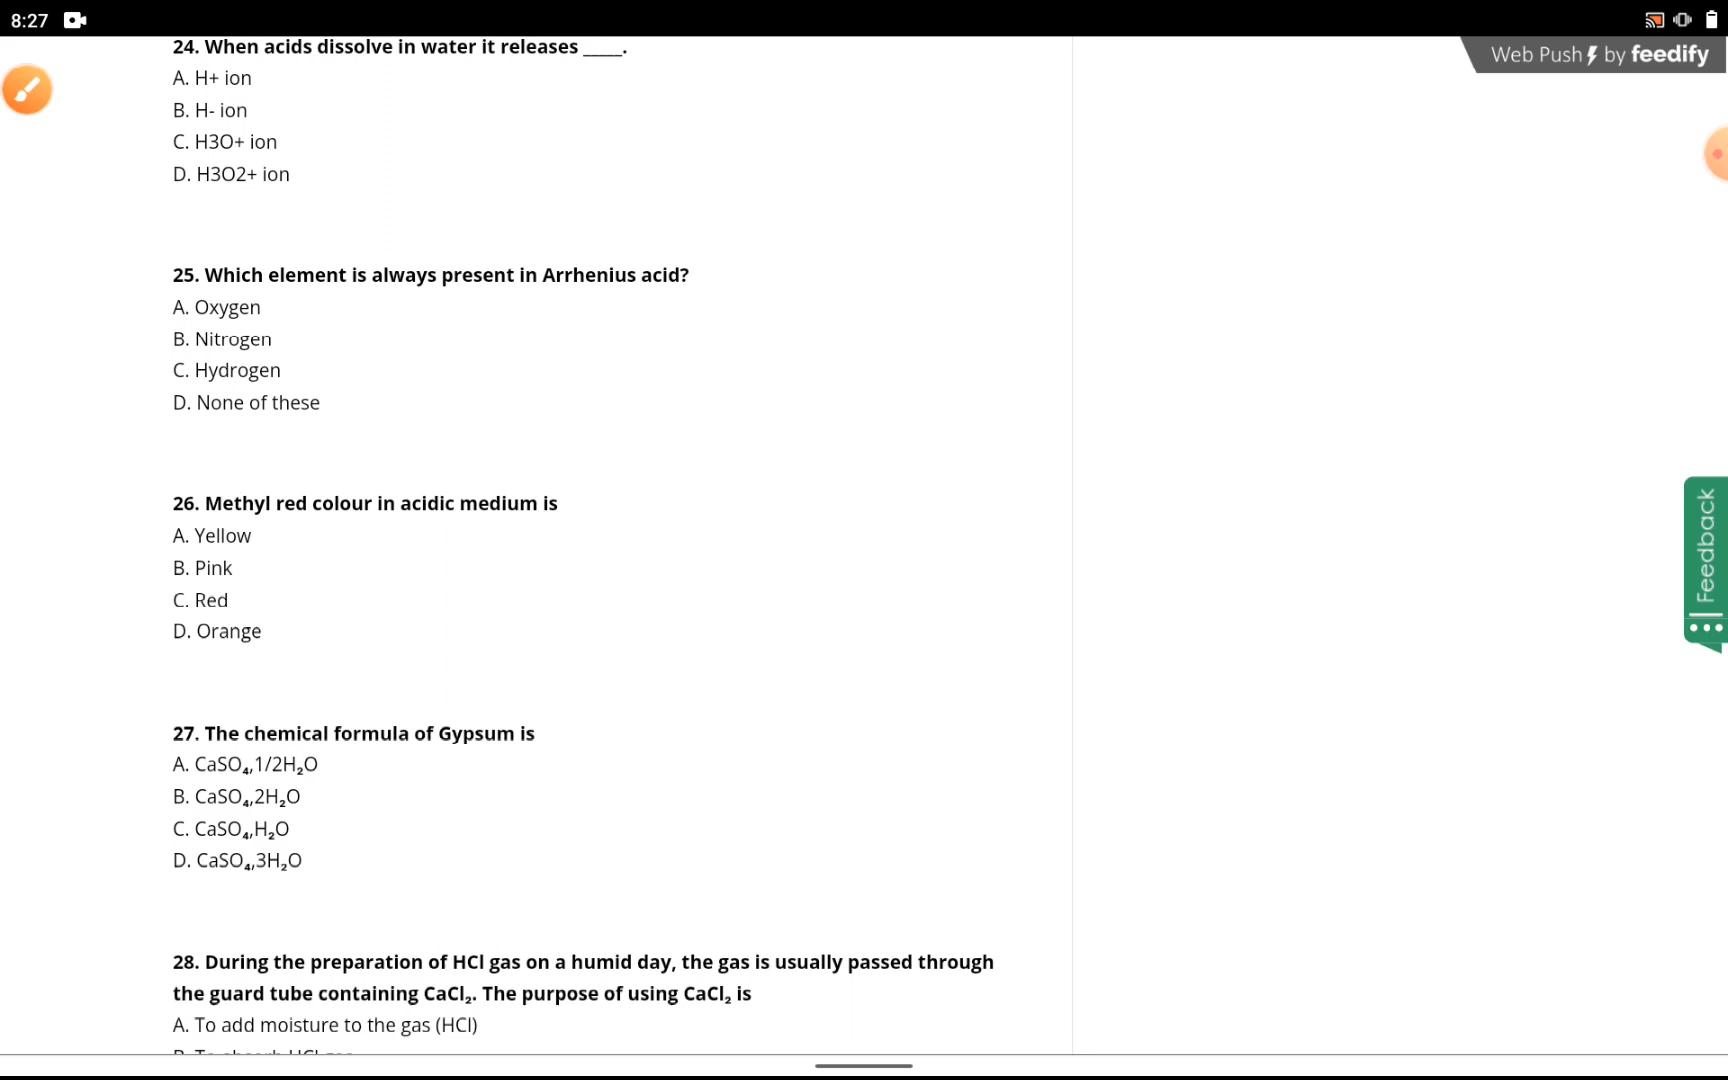 8:27
Web Push by feedify
24. When acids dissolve in water it releases _____.
A. H+ ion
B. H- ion
C. H3O+ ion
D. H3O2+ ion
25. Which element is always present in Arrhenius acid?
A. Oxygen
B. Nitrogen
C. Hydrogen
D. None of these
26. Methyl red colour in acidic medium is
A. Yellow
B. Pink
C. Red
D. Orange
Feedback
27. The chemical formula of Gypsum is
A. CaSO₄,1/2H₂O
B. CaSO₄,2H₂O
C. CaSO₄,H₂O
D. CaSO₄,3H₂O
28. During the preparation of HCl gas on a humid day, the gas is usually passed through
the guard tube containing CaCl₂. The purpose of using CaCl₂ is
A. To add moisture to the gas (HCl)